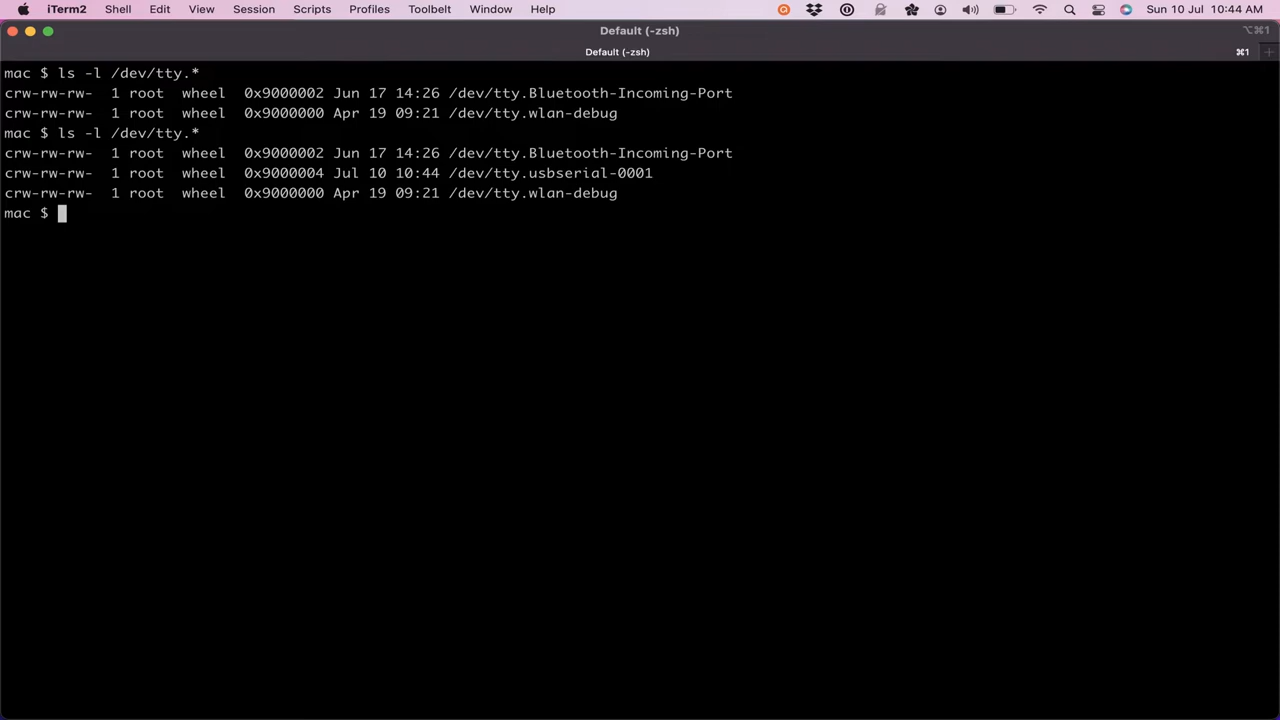 iTerm2 Shell Edit View Session Scripts Profiles Toolbelt Window Help Sun 10 Jul 10:44 AM
Default (-zsh) ⌥⌘1
Default (-zsh) ⌘1 +
mac $ ls -l /dev/tty.*
crw-rw-rw-  1 root  wheel  0x9000002 Jun 17 14:26 /dev/tty.Bluetooth-Incoming-Port
crw-rw-rw-  1 root  wheel  0x9000000 Apr 19 09:21 /dev/tty.wlan-debug
mac $ ls -l /dev/tty.*
crw-rw-rw-  1 root  wheel  0x9000002 Jun 17 14:26 /dev/tty.Bluetooth-Incoming-Port
crw-rw-rw-  1 root  wheel  0x9000004 Jul 10 10:44 /dev/tty.usbserial-0001
crw-rw-rw-  1 root  wheel  0x9000000 Apr 19 09:21 /dev/tty.wlan-debug
mac $